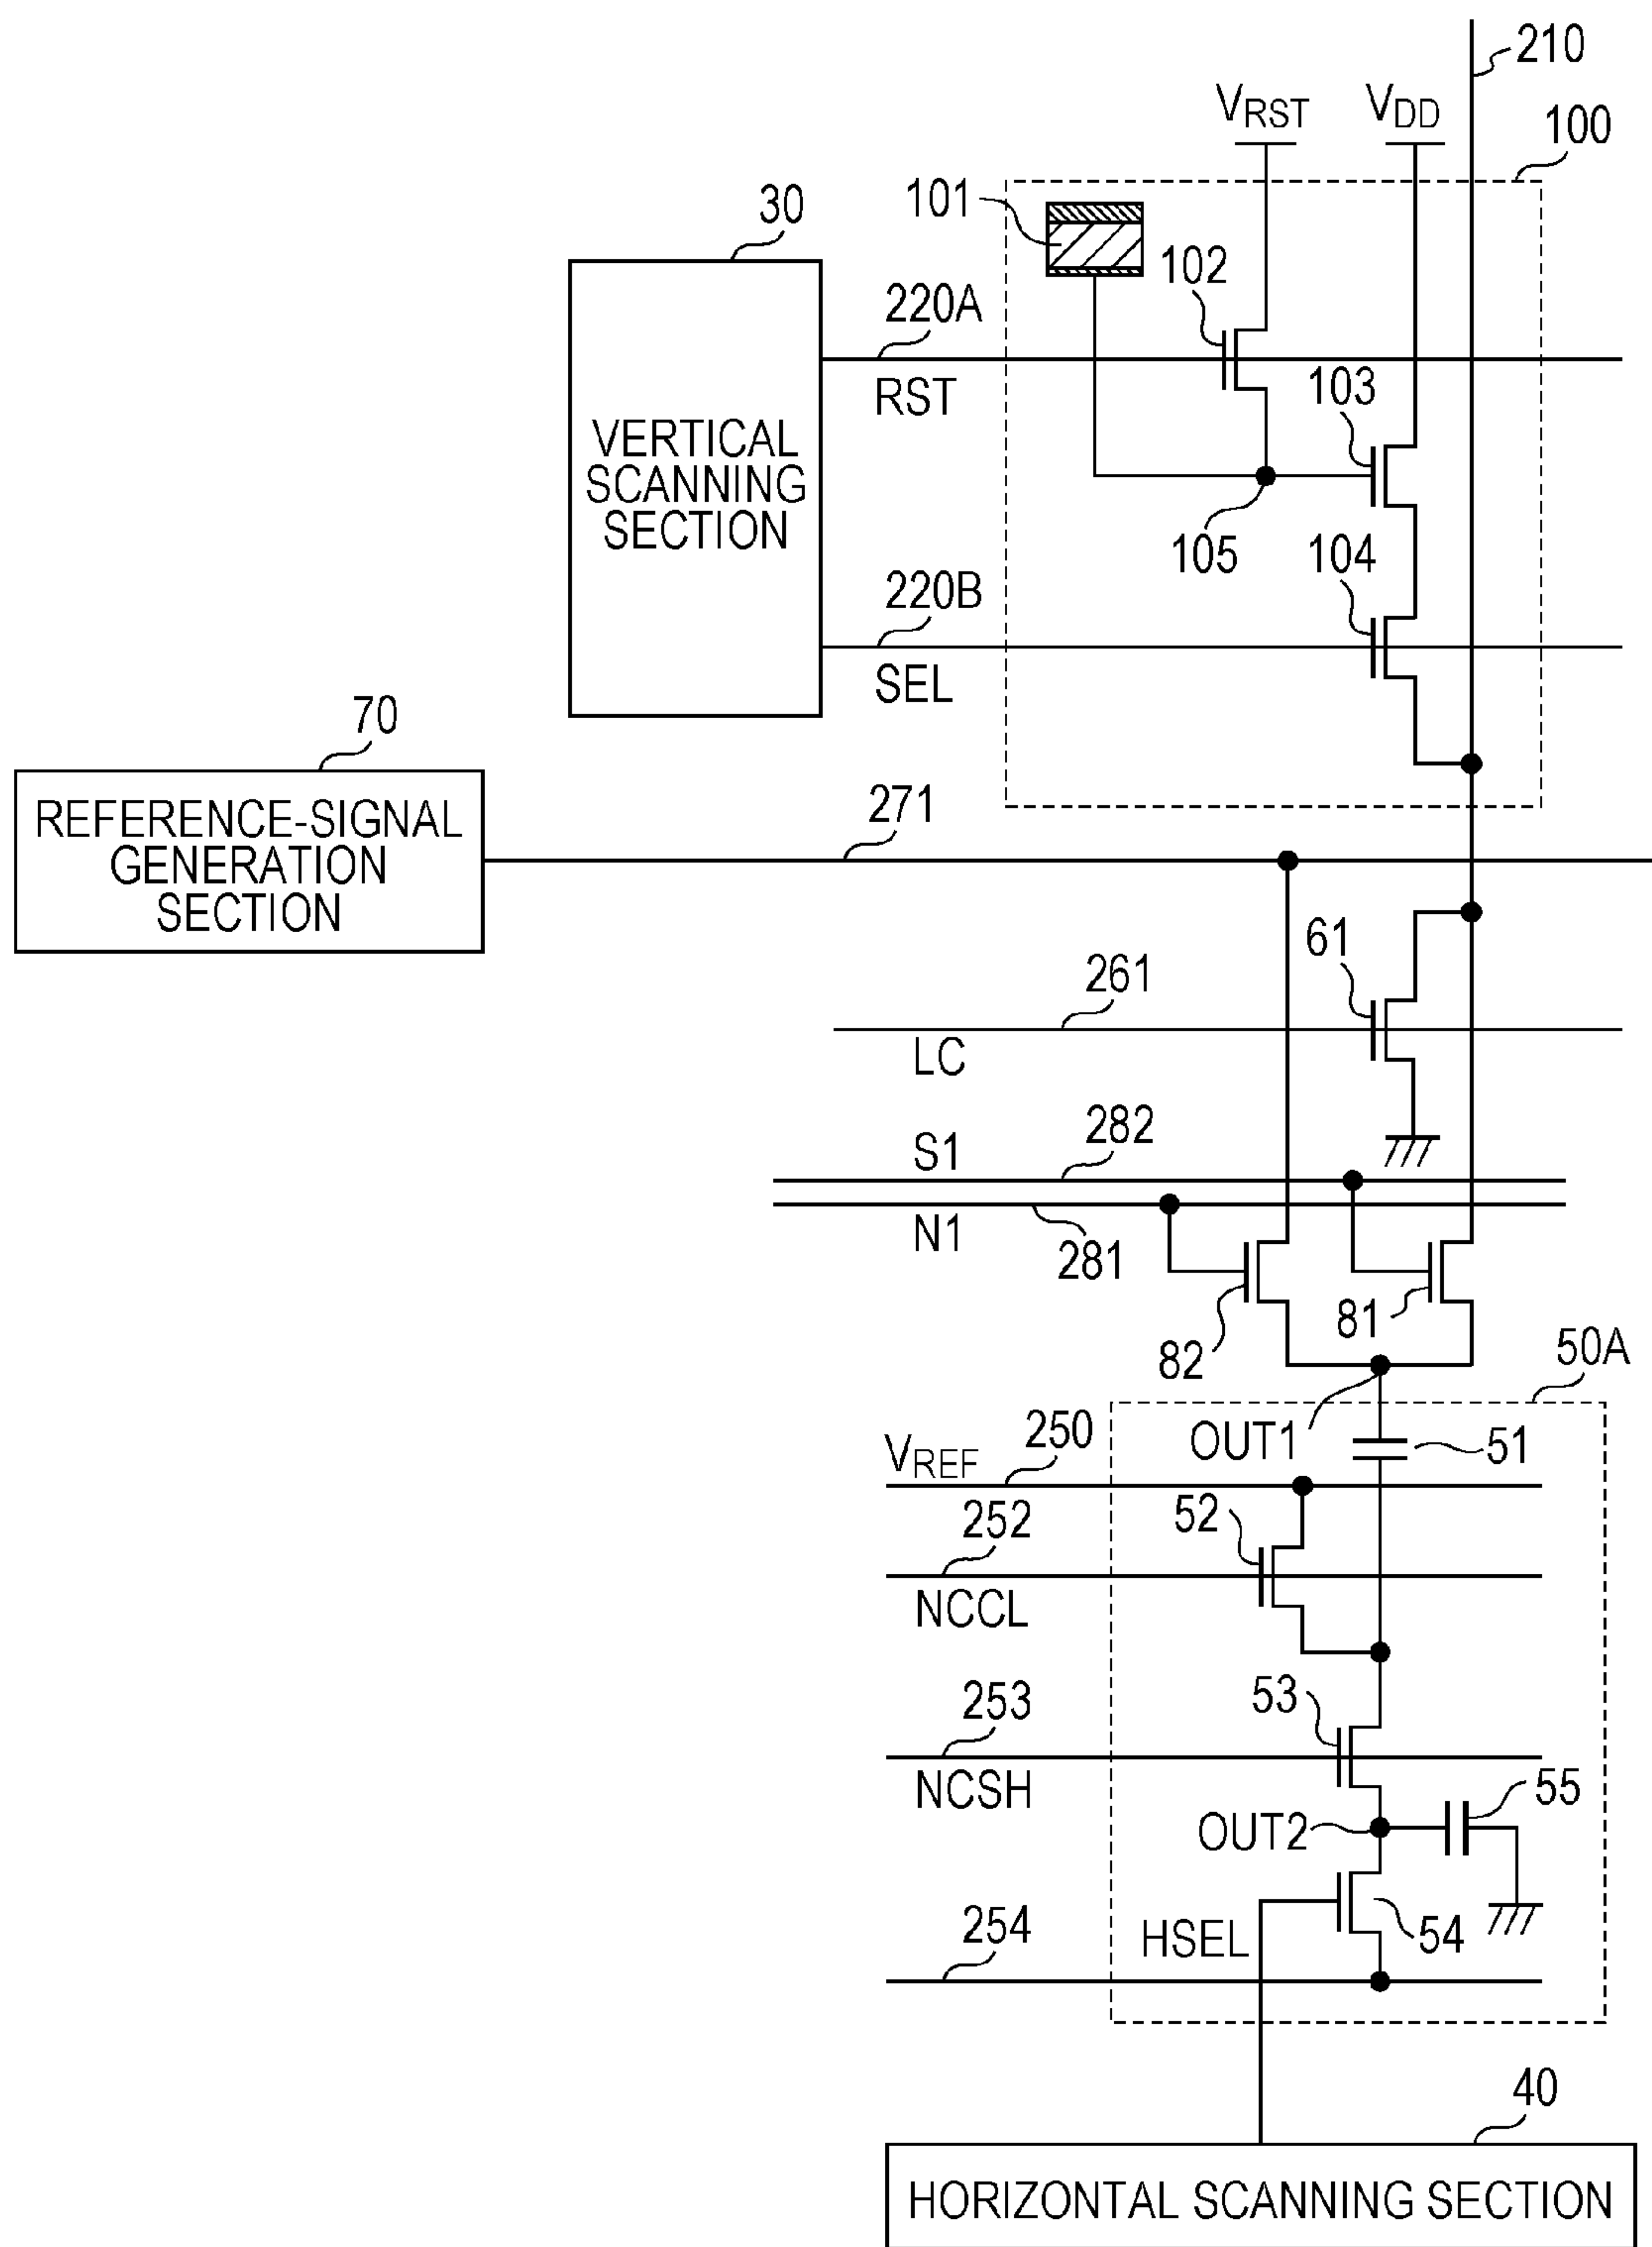 210
VRST
VDD
100
101
30
102
220A
RST
103
VERTICAL
SCANNING
SECTION
105
104
220B
SEL
70
REFERENCE-SIGNAL
GENERATION
SECTION
271
61
261
LC
282
S1
N1
281
82
81
50A
OUT1
51
VREF
250
252
52
NCCL
253
53
NCSH
55
OUT2
254
HSEL
54
40
HORIZONTAL SCANNING SECTION